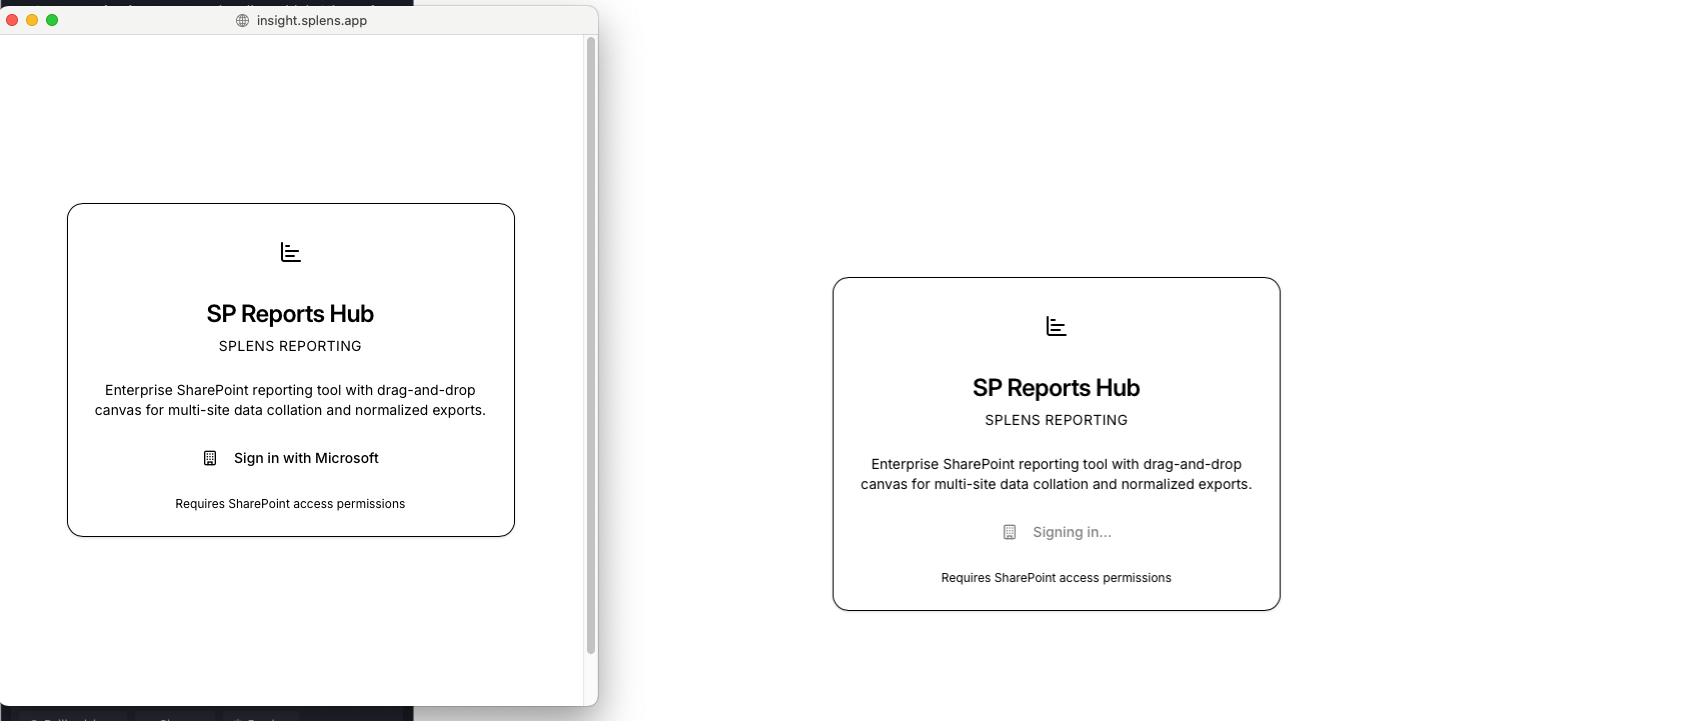 insight.splens.app
SP Reports Hub
SPLENS REPORTING
Enterprise SharePoint reporting tool with drag-and-drop
canvas for multi-site data collation and normalized exports.
Sign in with Microsoft
Requires SharePoint access permissions
SP Reports Hub
SPLENS REPORTING
Enterprise SharePoint reporting tool with drag-and-drop
canvas for multi-site data collation and normalized exports.
Signing in...
Requires SharePoint access permissions